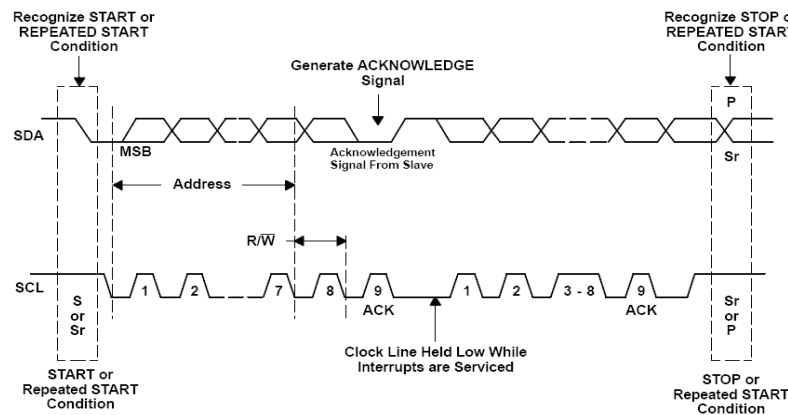 Recognize START or
REPEATED START
Condition
Recognize STOP o
REPEATED START
Condition
Generate ACKNOWLEDGE
Signal
P
SDA
MSB
Acknowledgement
Signal From Slave
Sr
Address
R/W̅
SCL
S
or
Sr
1
2
7
8
9
1
2
3 - 8
9
Sr
or
P
ACK
ACK
Clock Line Held Low While
Interrupts are Serviced
START or
Repeated START
Condition
STOP or
Repeated START
Condition